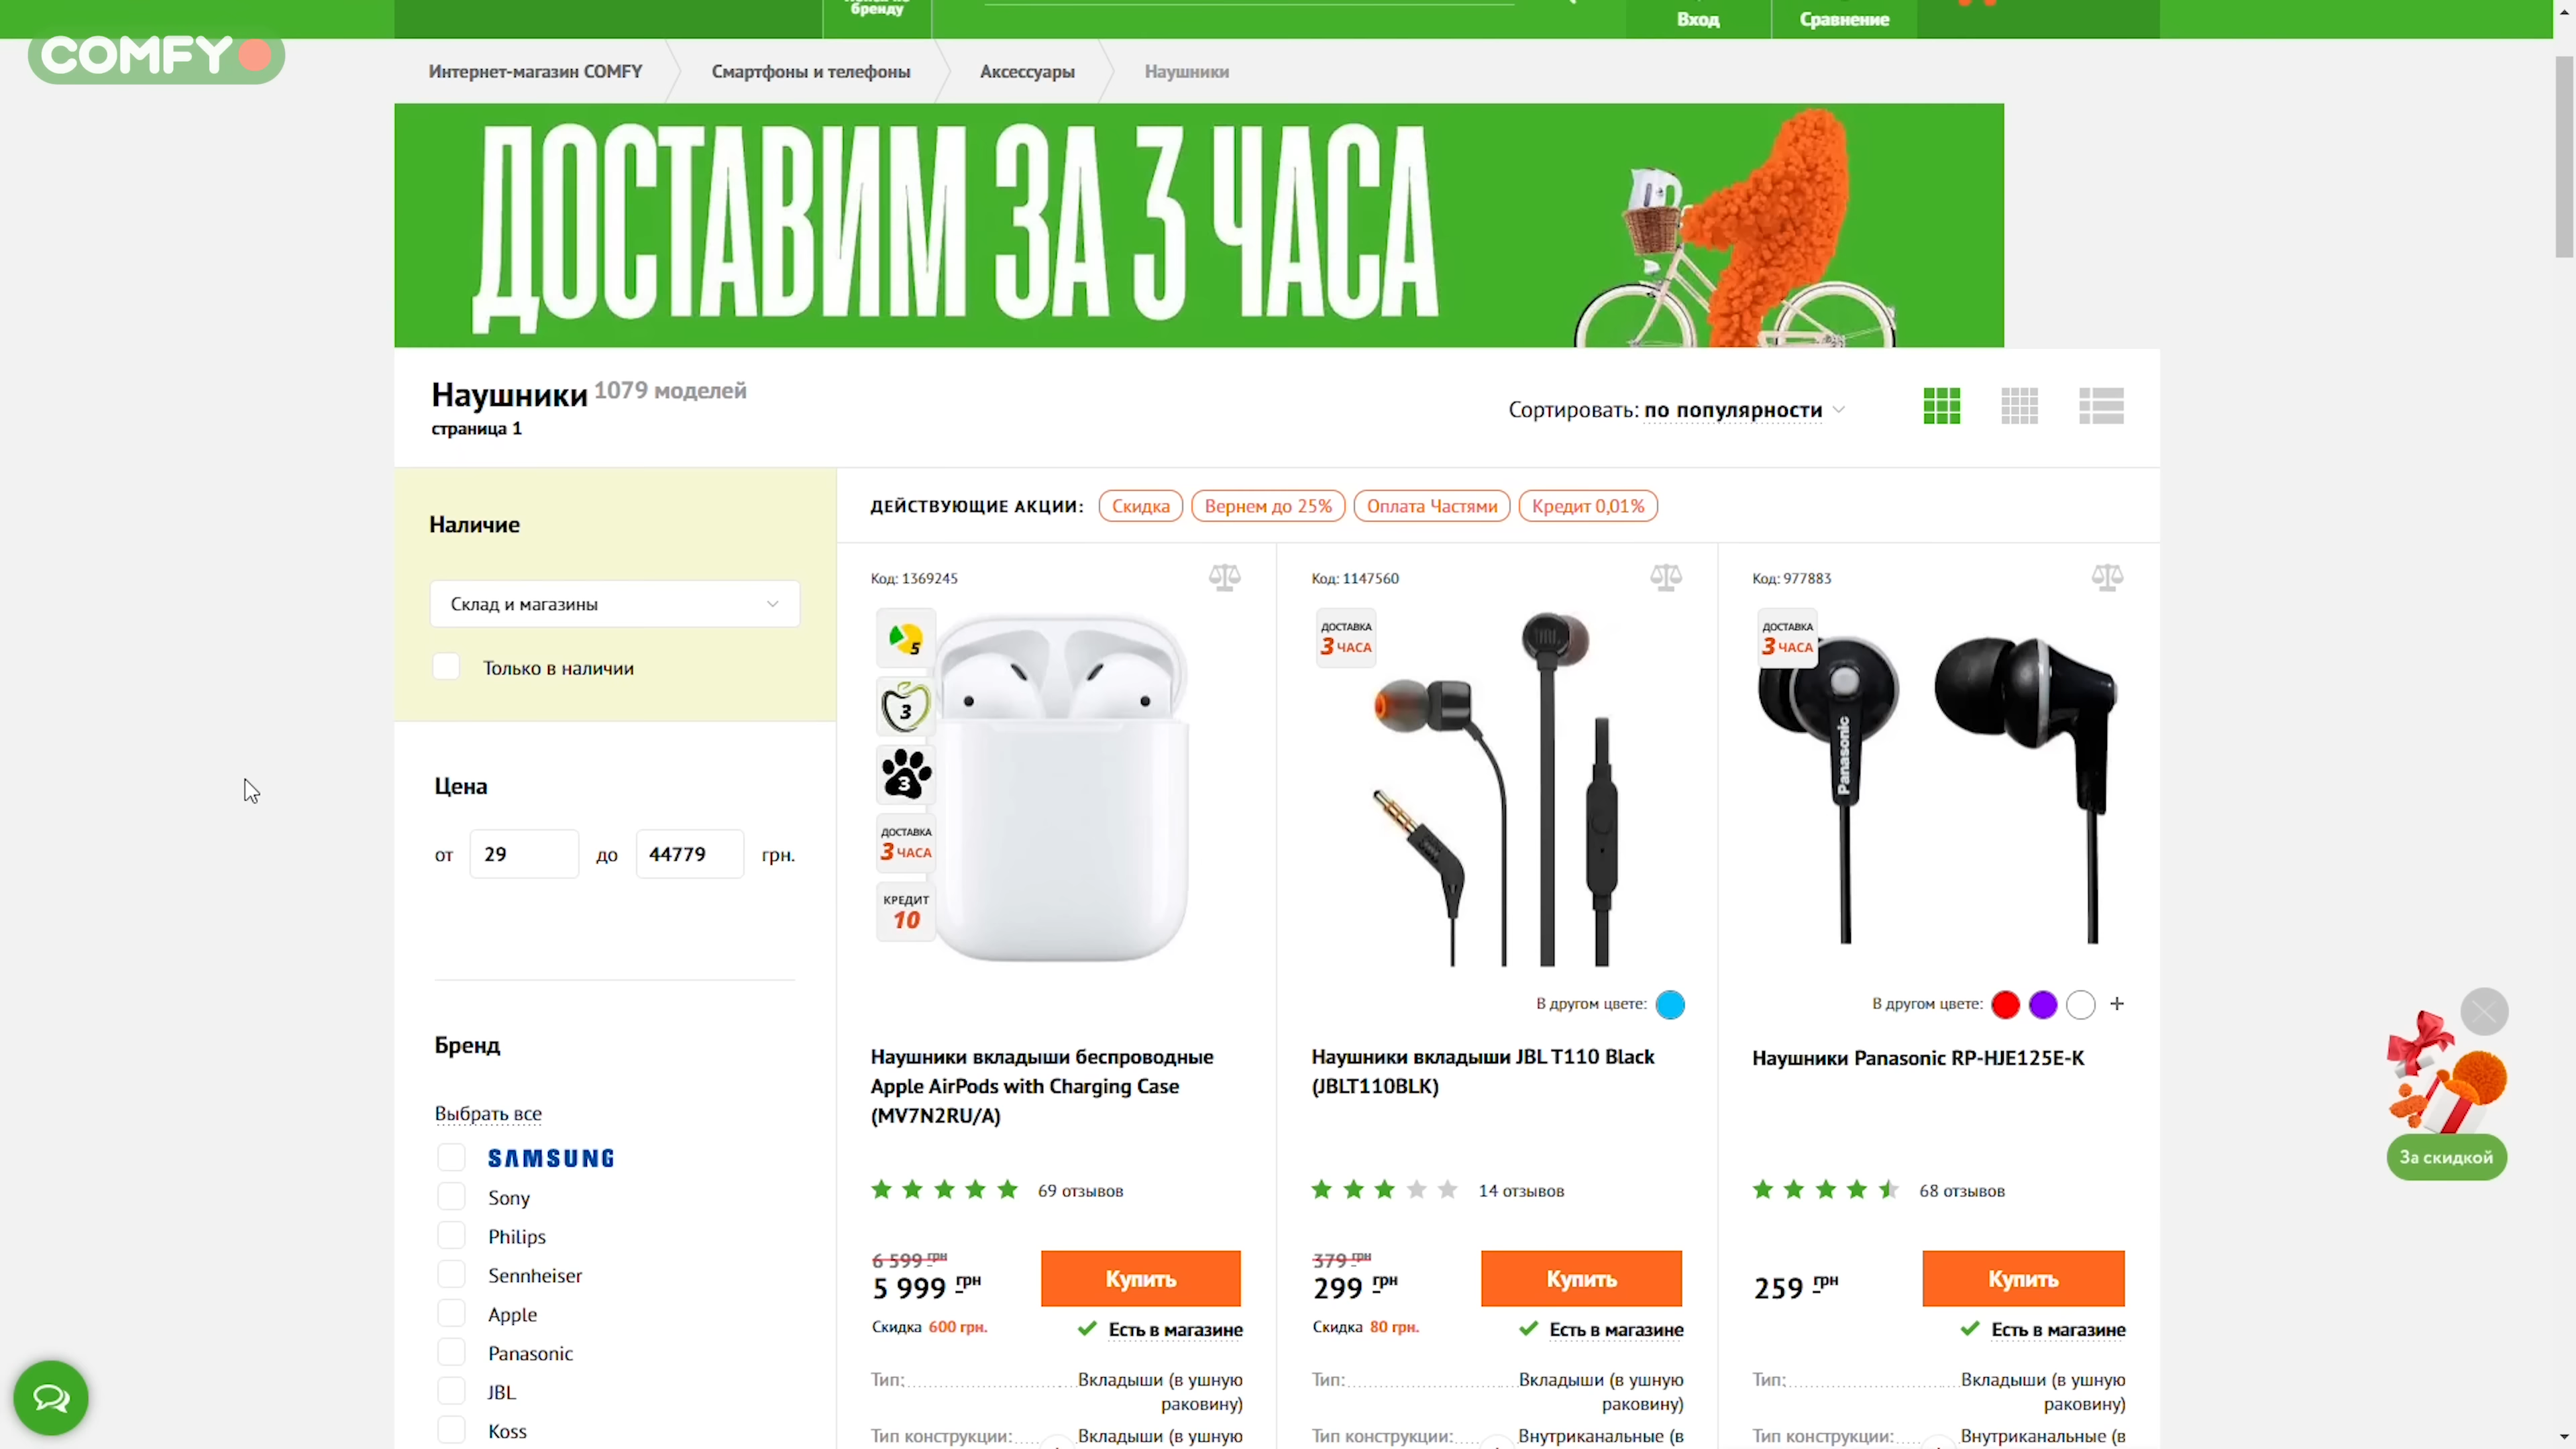 бренду
Вход
Сравнение
COMFY
Интернет-магазин COMFY
Смартфоны и телефоны
Аксессуары
Наушники
ДОСТАВИМ ЗА 3 ЧАСА
Наушники 1079 моделей
страница 1
Сортировать: по популярности
Наличие
Склад и магазины
Только в наличии
Цена
от 29 до 44779 грн.
Бренд
Выбрать все
SAMSUNG
Sony
Philips
Sennheiser
Apple
Panasonic
JBL
Koss
ДЕЙСТВУЮЩИЕ АКЦИИ: Скидка Вернем до 25% Оплата Частями Кредит 0,01%
Код: 1369245
5
3
3
ДОСТАВКА
3 ЧАСА
КРЕДИТ
10
Наушники вкладыши беспроводные
Apple AirPods with Charging Case
(MV7N2RU/A)
69 отзывов
6 599 грн
5 999 грн
Купить
Скидка 600 грн.
Есть в магазине
Тип: Вкладыши (в ушную
раковину)
Тип конструкции: Вкладыши (в ушную
Код: 1147560
ДОСТАВКА
3 ЧАСА
JBL
В другом цвете:
Наушники вкладыши JBL T110 Black
(JBLT110BLK)
14 отзывов
379 грн
299 грн
Купить
Скидка 80 грн.
Есть в магазине
Тип: Вкладыши (в ушную
раковину)
Тип конструкции: Внутриканальные (в
Код: 977883
ДОСТАВКА
3 ЧАСА
Panasonic
В другом цвете: +
Наушники Panasonic RP-HJE125E-K
68 отзывов
259 грн
Купить
Есть в магазине
Тип: Вкладыши (в ушную
раковину)
Тип конструкции: Внутриканальные (в
За скидкой